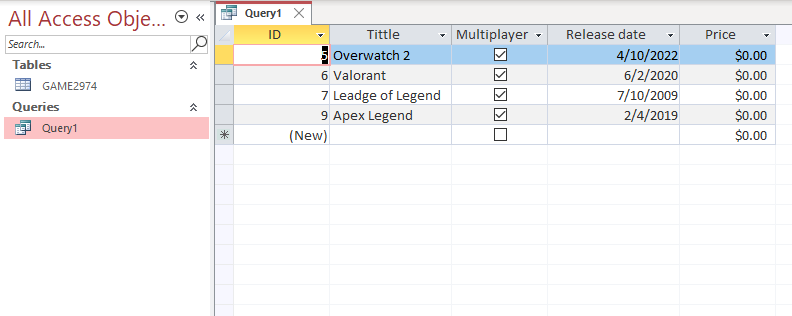 All Access Obje...
Search...
Tables
GAME2974
Queries
Query1
Query1
ID Tittle Multiplayer Release date Price
5 Overwatch 2 4/10/2022 $0.00
6 Valorant 6/2/2020 $0.00
7 Leadge of Legend 7/10/2009 $0.00
9 Apex Legend 2/4/2019 $0.00
(New) $0.00